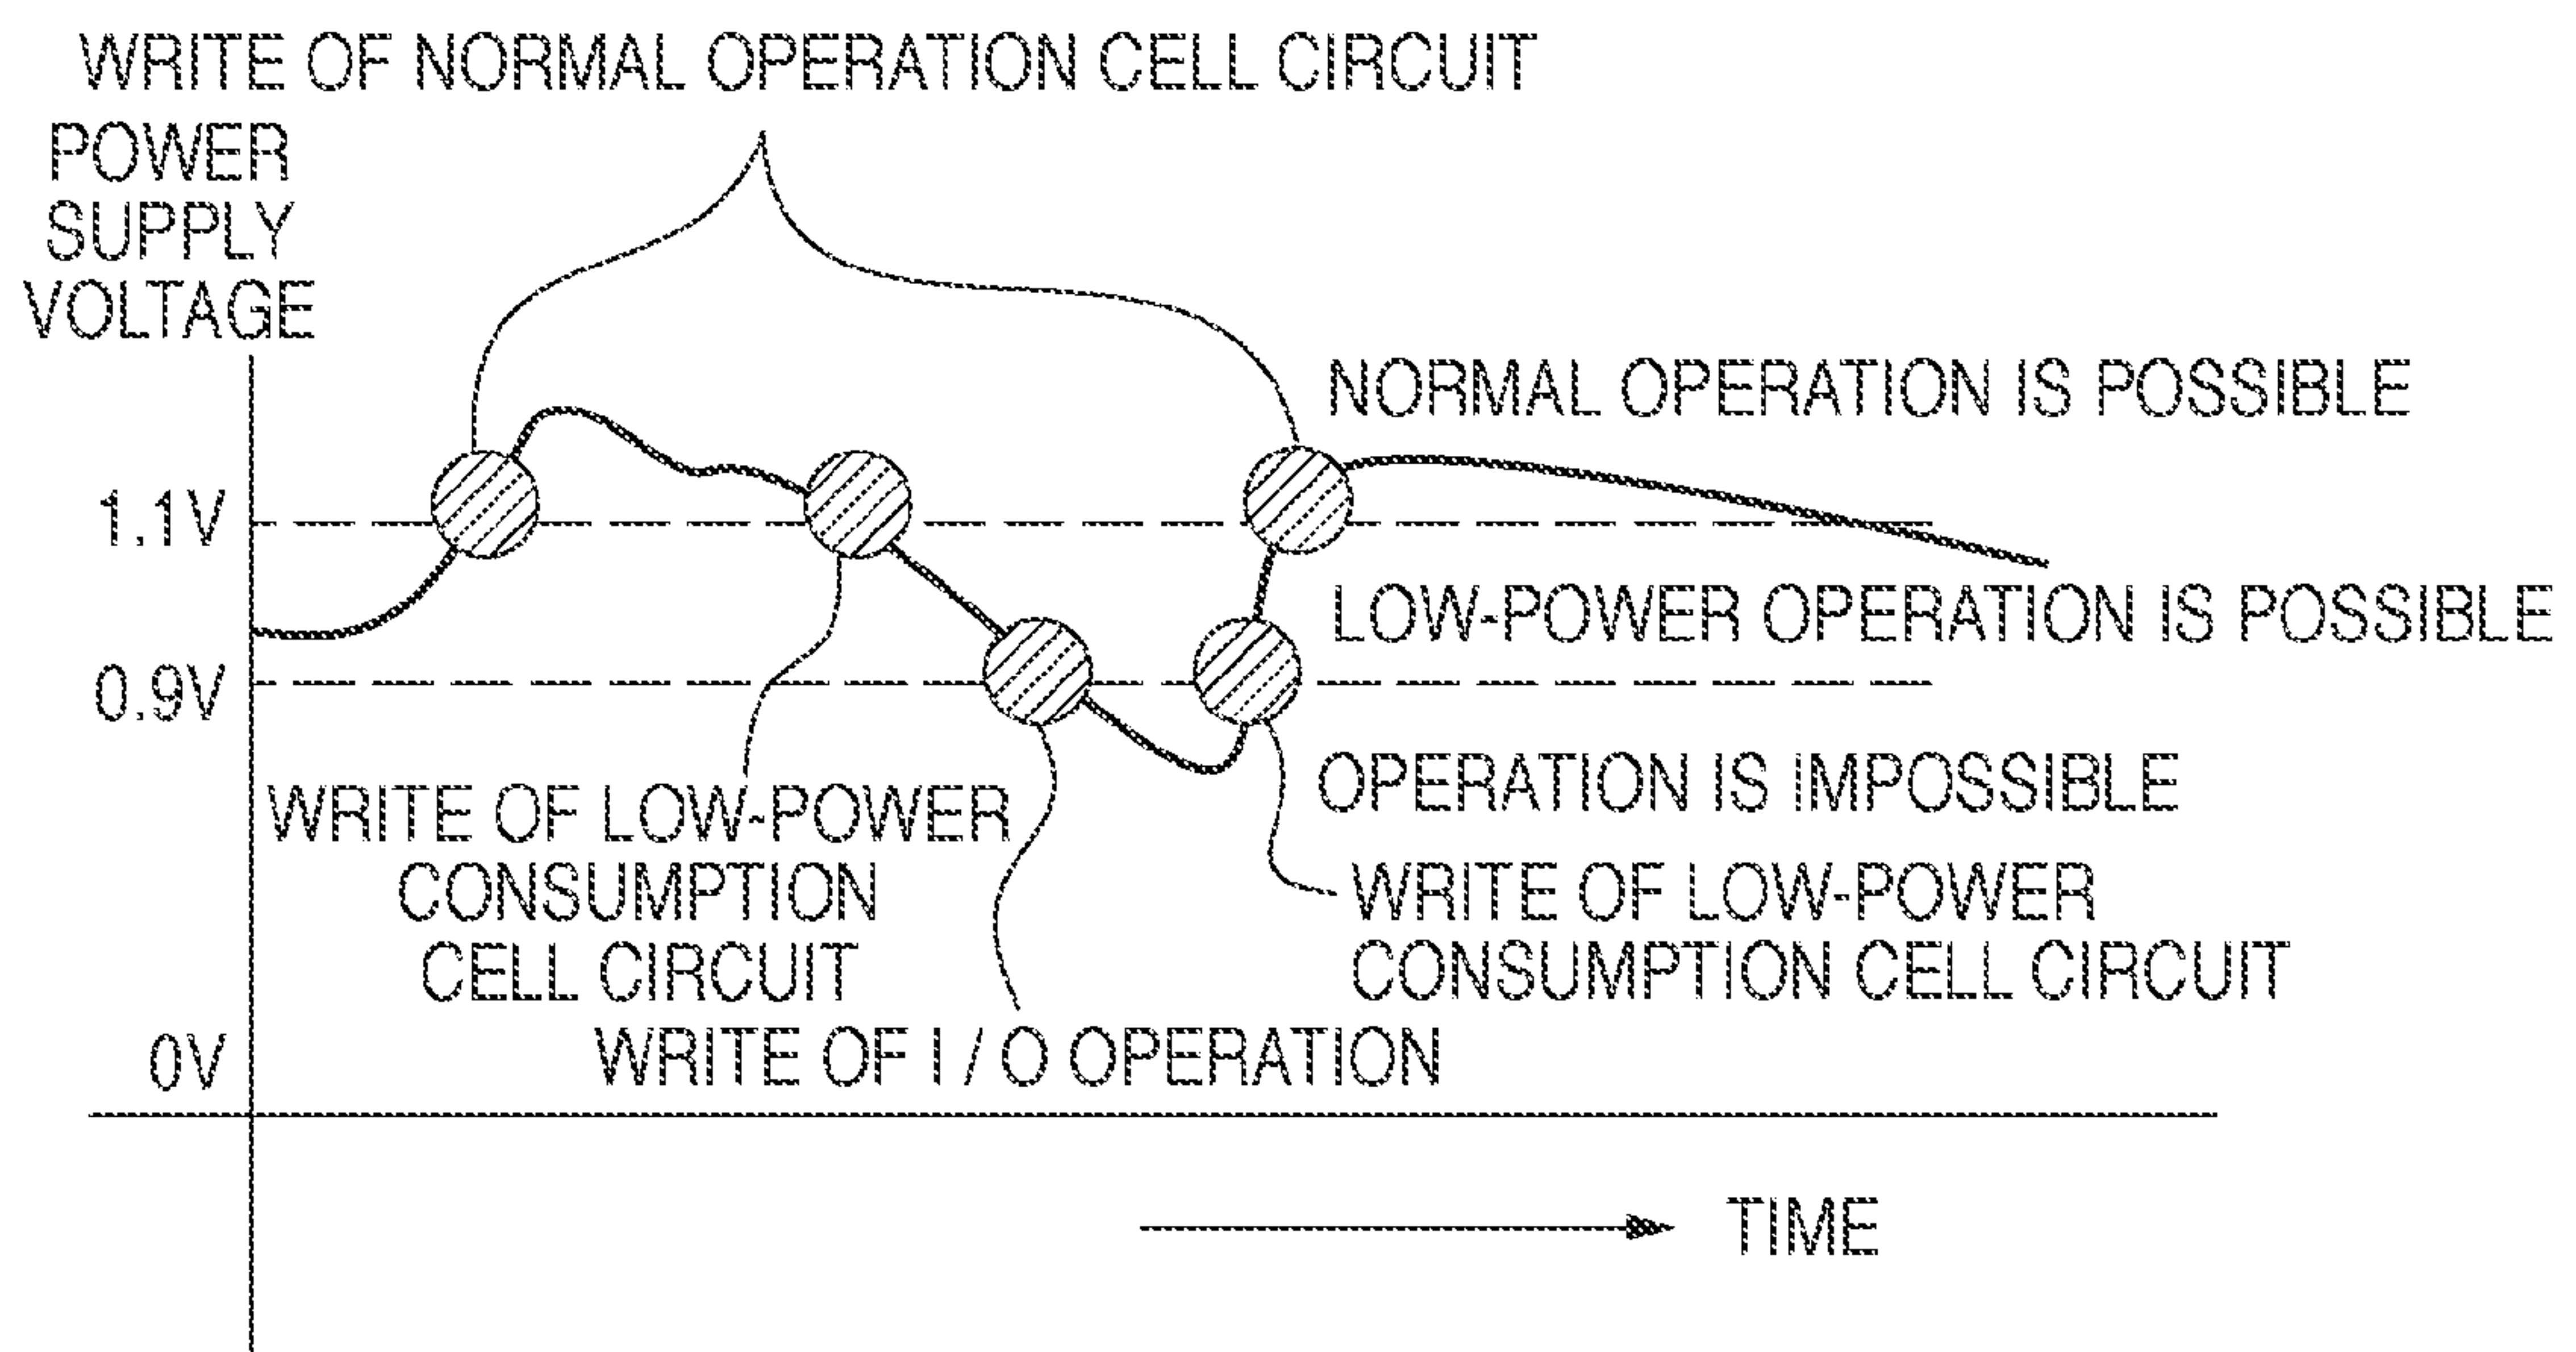 WRITE OF NORMAL OPERATION CELL CIRCUIT
POWER
SUPPLY
VOLTAGE
NORMAL OPERATION IS POSSIBLE
1.1V
LOW-POWER OPERATION IS POSSIBLE
0.9V
OPERATION IS IMPOSSIBLE
WRITE OF LOW-POWER
CONSUMPTION
CELL CIRCUIT
WRITE OF LOW-POWER
CONSUMPTION CELL CIRCUIT
WRITE OF I / O OPERATION
0V
TIME